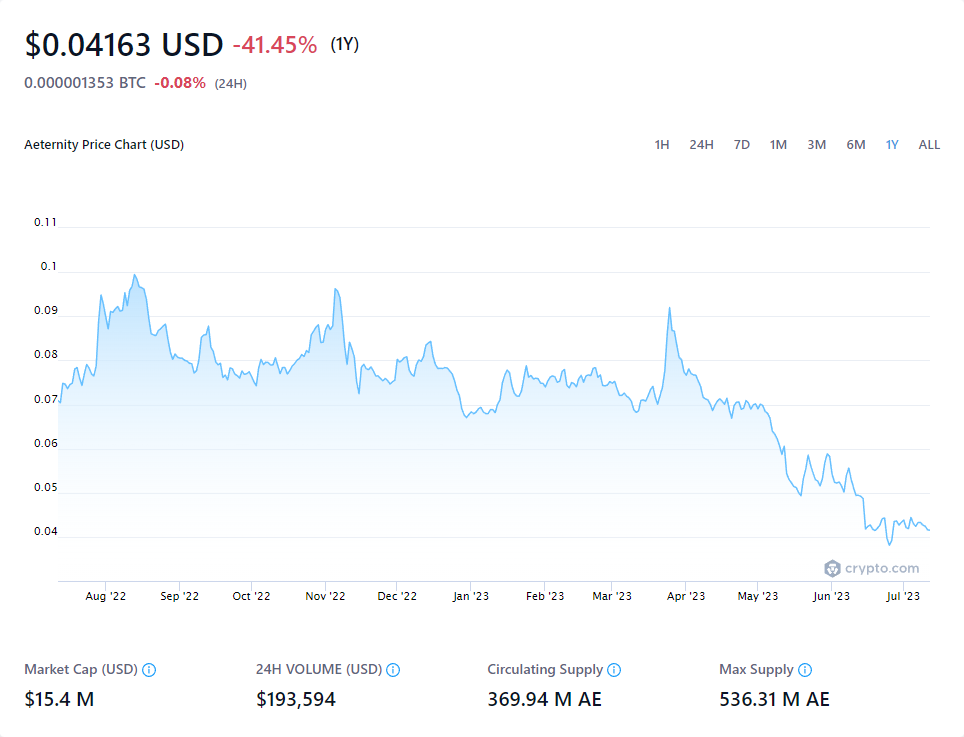 $0.04163 USD -41.45% (1Y)
0.000001353 BTC -0.08% (24H)
Aeternity Price Chart (USD) 1H 24H 7D 1M 3M 6M 1Y ALL
0.11
0.1
0.09
0.08
0.07
0.06
0.05
0.04
crypto.com
Aug '22 Sep '22 Oct '22 Nov '22 Dec '22 Jan '23 Feb '23 Mar '23 Apr '23 May '23 Jun '23 Jul '23
Market Cap (USD) 24H VOLUME (USD) Circulating Supply Max Supply
$15.4 M $193,594 369.94 M AE 536.31 M AE